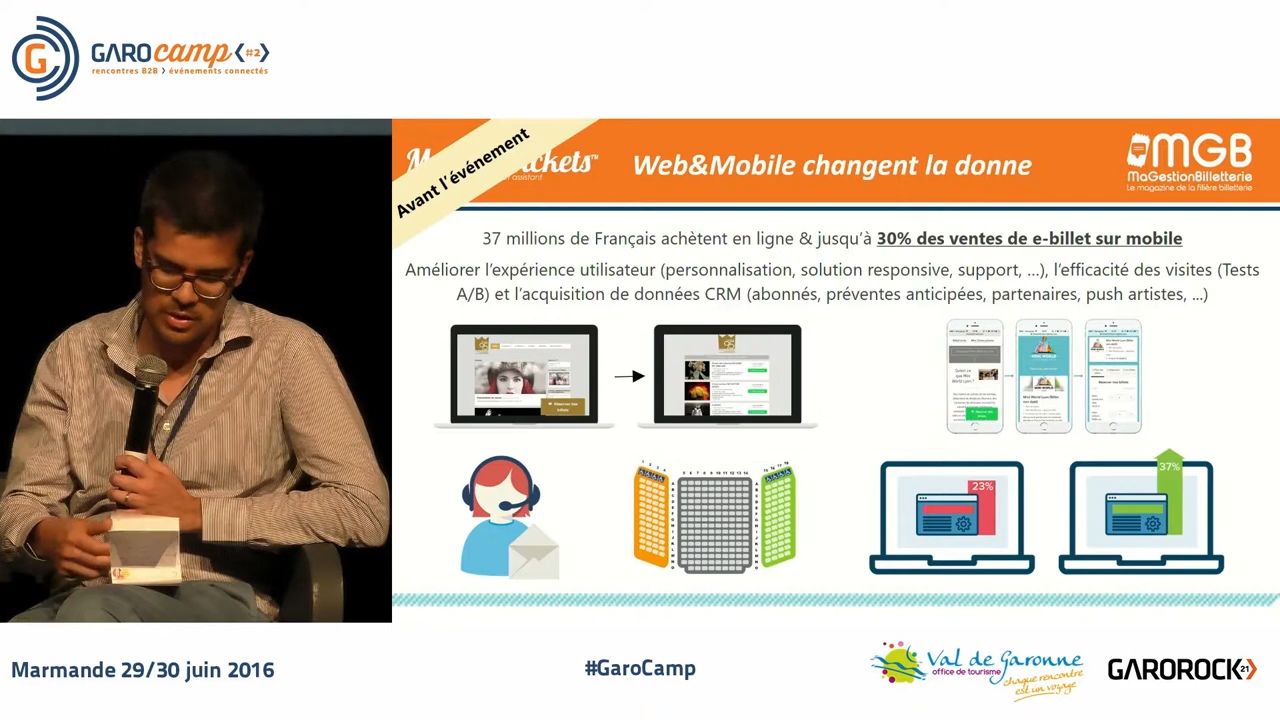 GAROcamp #2
rencontres B2B > événements connectés
Avant l'événement
Web&Mobile changent la donne
MGB
MaGestionBilletterie
Le magazine de la filière billetterie
37 millions de Français achètent en ligne & jusqu'à 30% des ventes de e-billet sur mobile
Améliorer l'expérience utilisateur (personnalisation, solution responsive, support, ...), l'efficacité des visites (Tests
A/B) et l'acquisition de données CRM (abonnés, préventes anticipées, partenaires, push artistes, ...)
23%
37%
Marmande 29/30 juin 2016
#GaroCamp
Val de Garonne
office de tourisme
chaque rencontre
est un voyage
GAROROCK 21